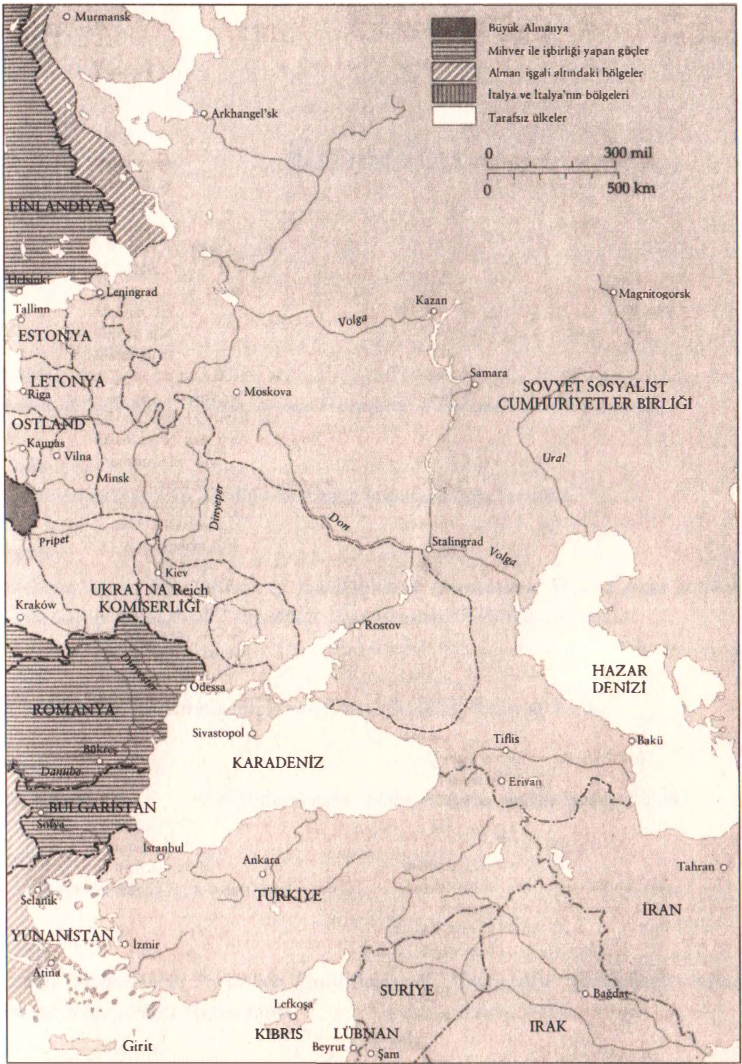 Murmansk
Büyük Almanya
Mihver ile işbirliği yapan güçler
Alman işgali altındaki bölgeler
İtalya ve İtalya'nın bölgeleri
Tarafsız ülkeler
0 300 mil
0 500 km
Arkhangel'sk
FİNLANDİYA
Helsinki
Leningrad
Tallinn
ESTONYA
Kazan
Volga
Magnitogorsk
LETONYA
Riga
Moskova
Samara
SOVYET SOSYALİST
CUMHURİYETLER BİRLİĞİ
OSTLAND
Kaunas
Vilna
Minsk
Ural
Dinyeper
Don
Pripet
Stalingrad
Volga
Kiev
UKRAYNA Reich
KOMİSERLİĞİ
Kraków
Rostov
HAZAR
DENİZİ
Odessa
ROMANYA
Sivastopol
Bükreş
KARADENİZ
Tiflis
Bakü
Danube
Erivan
BULGARİSTAN
Sofya
İstanbul
Ankara
Tahran
TÜRKİYE
Selanik
İRAN
YUNANİSTAN
İzmir
Atina
SURİYE
Bağdat
Lefkoşa
KIBRIS
LÜBNAN
IRAK
Girit
Beyrut
Şam